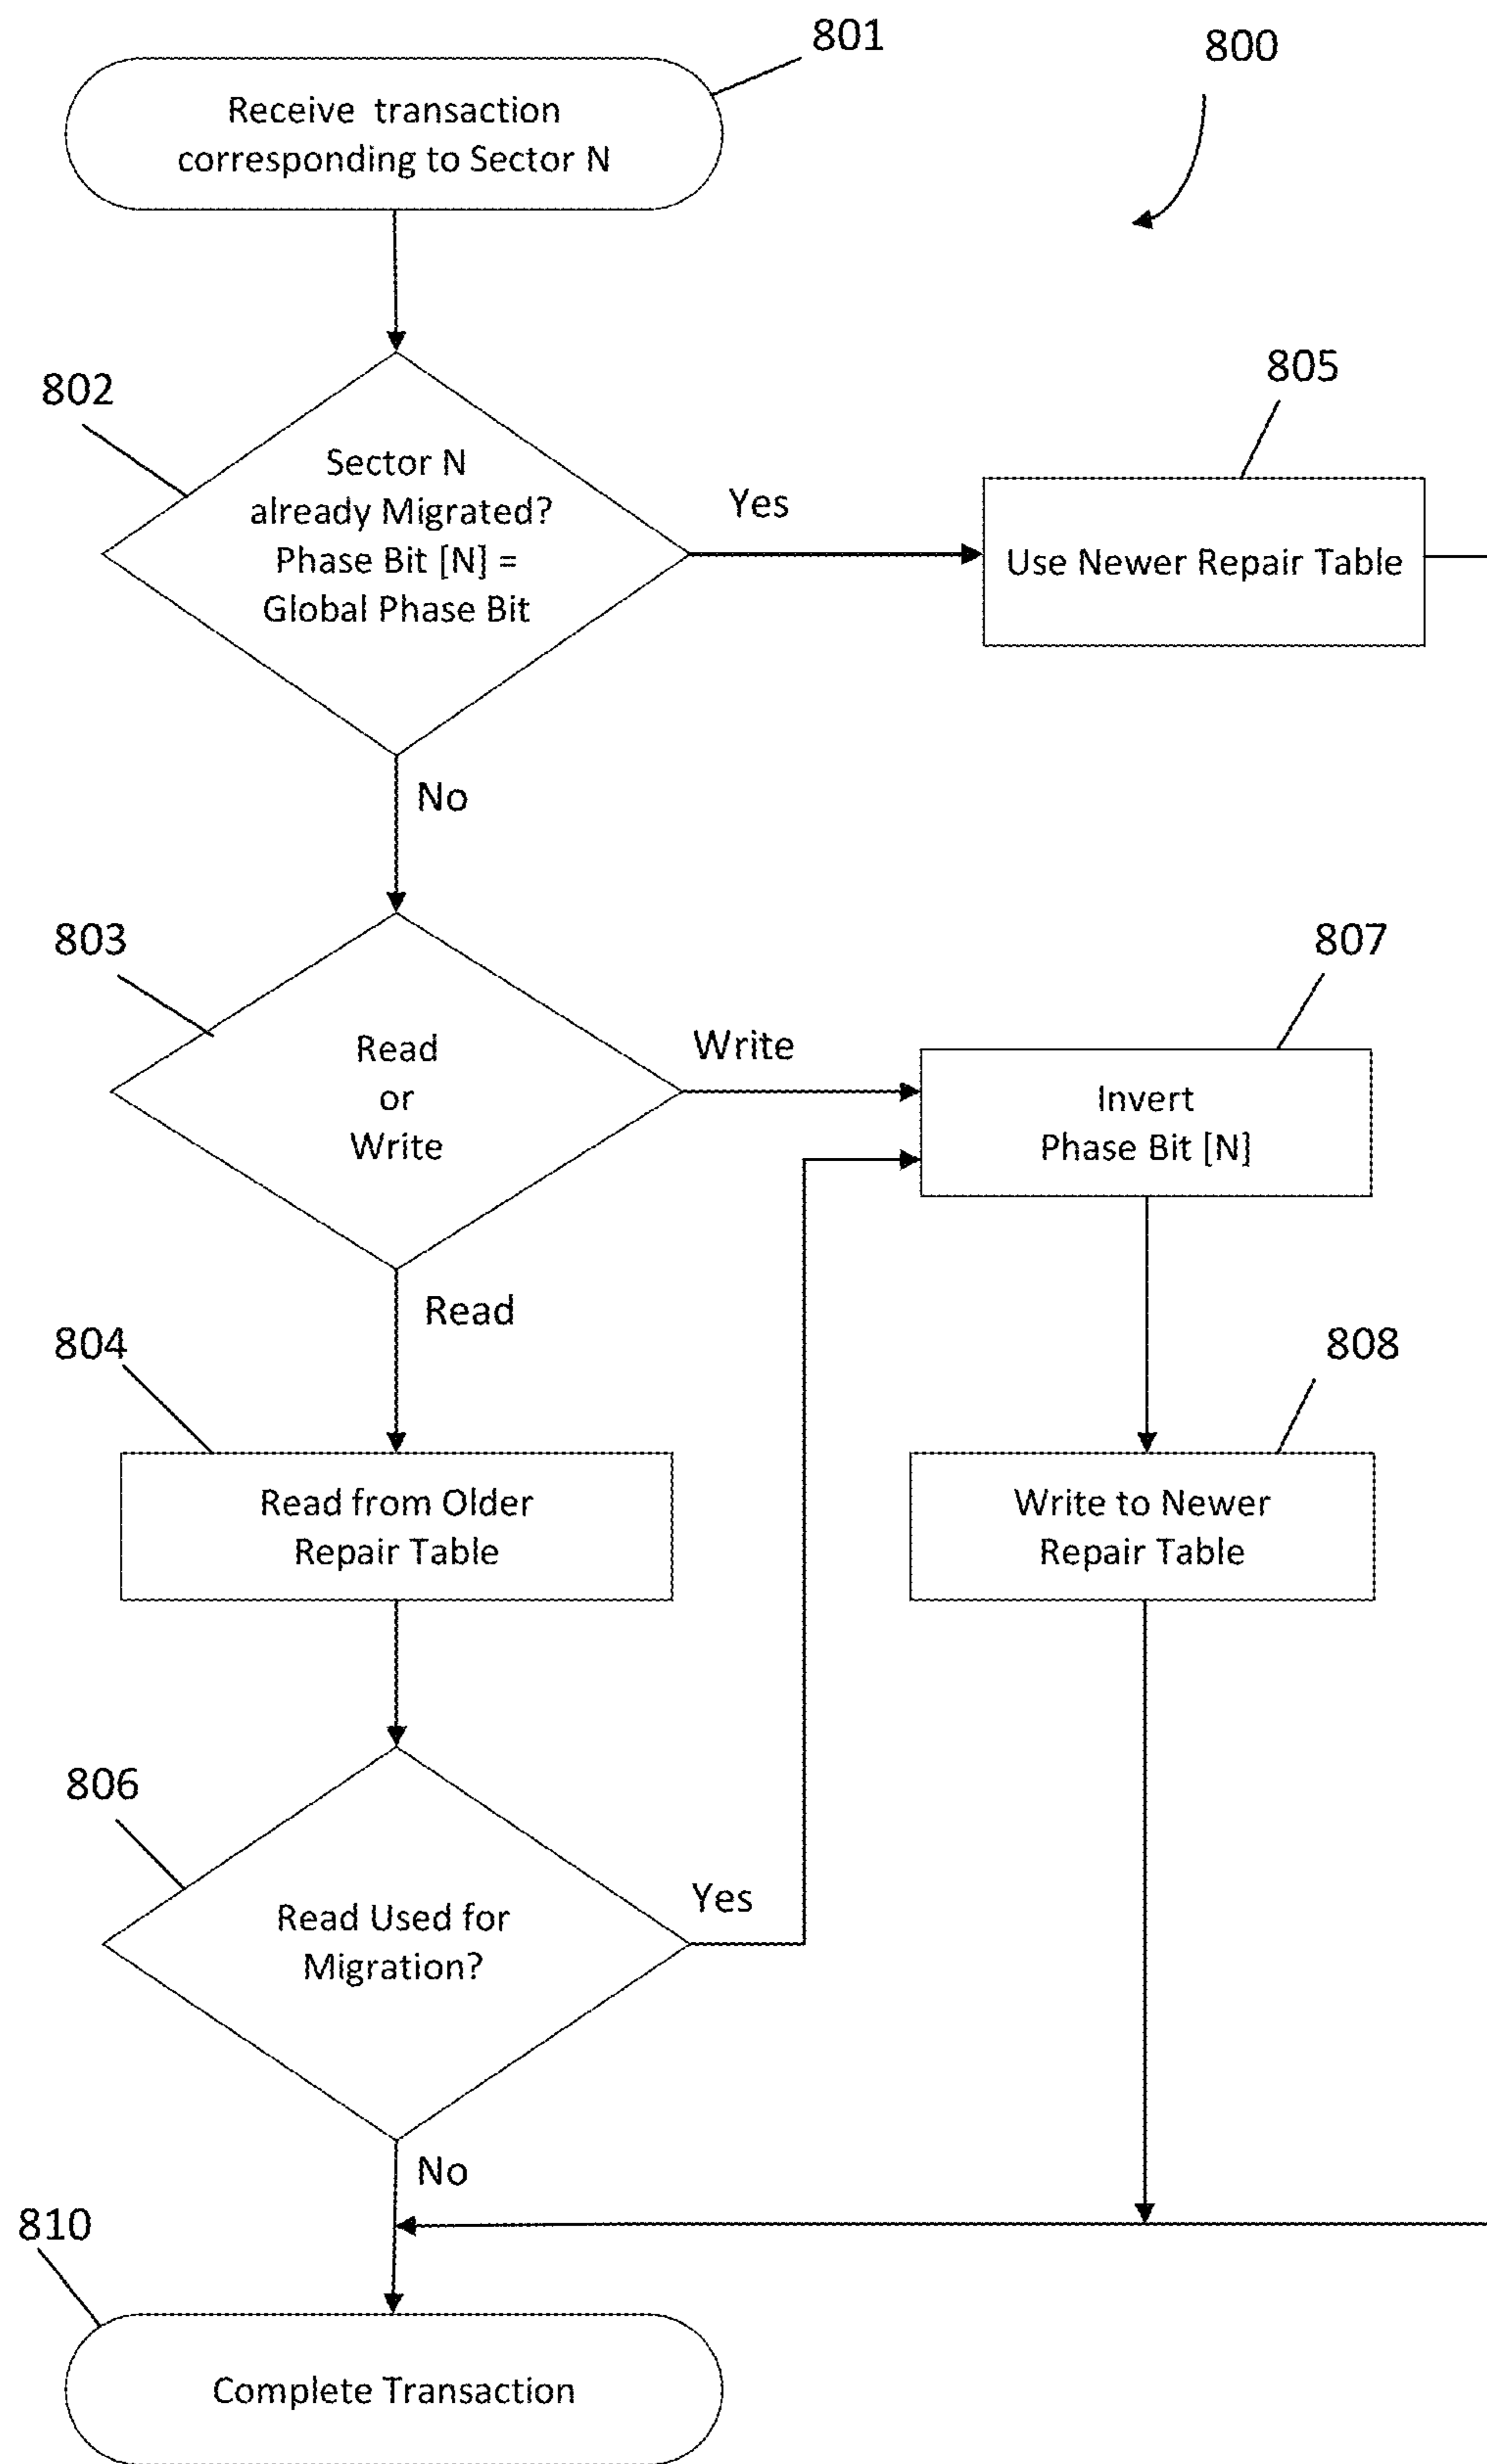 801
800
Receive transaction
corresponding to Sector N
802
805
Sector N
already Migrated?
Phase Bit [N] =
Global Phase Bit
Yes
Use Newer Repair Table
No
803
807
Read
or
Write
Write
Invert
Phase Bit [N]
Read
804
808
Read from Older
Repair Table
Write to Newer
Repair Table
806
Read Used for
Migration?
Yes
No
810
Complete Transaction